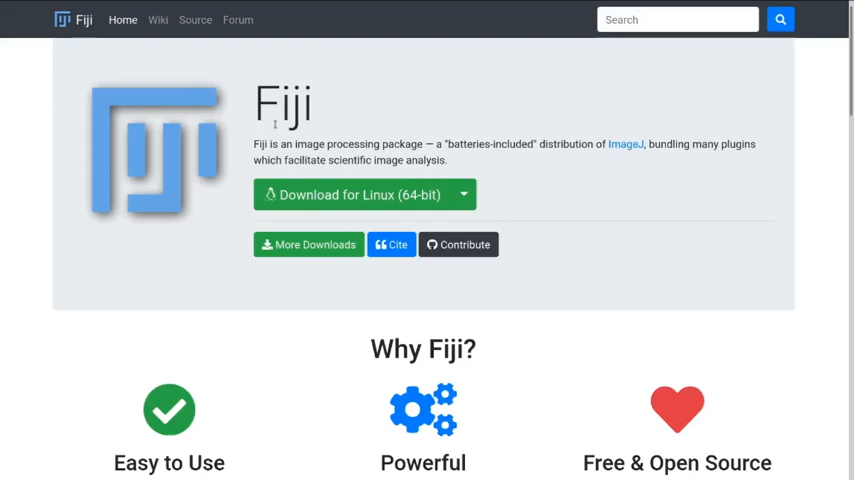 Fiji Home Wiki Source Forum Search
Fiji
Fiji is an image processing package — a "batteries-included" distribution of ImageJ, bundling many plugins
which facilitate scientific image analysis.
Download for Linux (64-bit)
More Downloads Cite Contribute
Why Fiji?
Easy to Use Powerful Free & Open Source